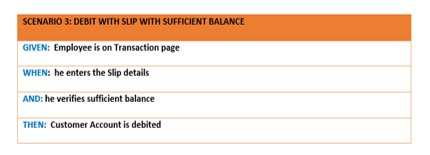 SCENARIO 3: DEBIT WITH SLIP WITH SUFFICIENT BALANCE
GIVEN: Employee is on Transaction page
WHEN: he enters the Slip details
AND: he verifies sufficient balance
THEN: Customer Account is debited